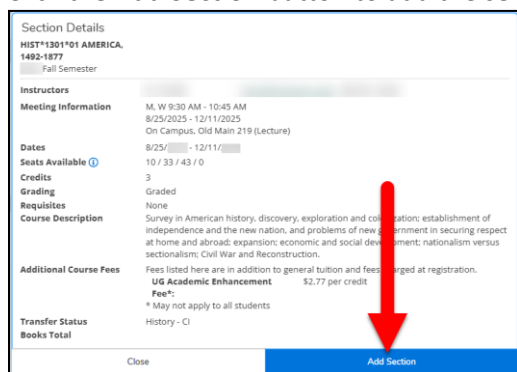 Section Details
HIST*1301*01 AMERICA,
1492-1877
Fall Semester
Instructors
Meeting Information M, W 9:30 AM - 10:45 AM
8/25/2025 - 12/11/2025
On Campus, Old Main 219 (Lecture)
Dates 8/25/ - 12/11/
Seats Available 10 / 33 / 43 / 0
Credits 3
Grading Graded
Requisites None
Course Description Survey in American history, discovery, exploration and colonization; establishment of
independence and the new nation, and problems of new government in securing respect
at home and abroad; expansion; economic and social development; nationalism versus
sectionalism; Civil War and Reconstruction.
Additional Course Fees Fees listed here are in addition to general tuition and fees charged at registration.
UG Academic Enhancement $2.77 per credit
Fee*:
* May not apply to all students
Transfer Status History - CI
Books Total
Close Add Section